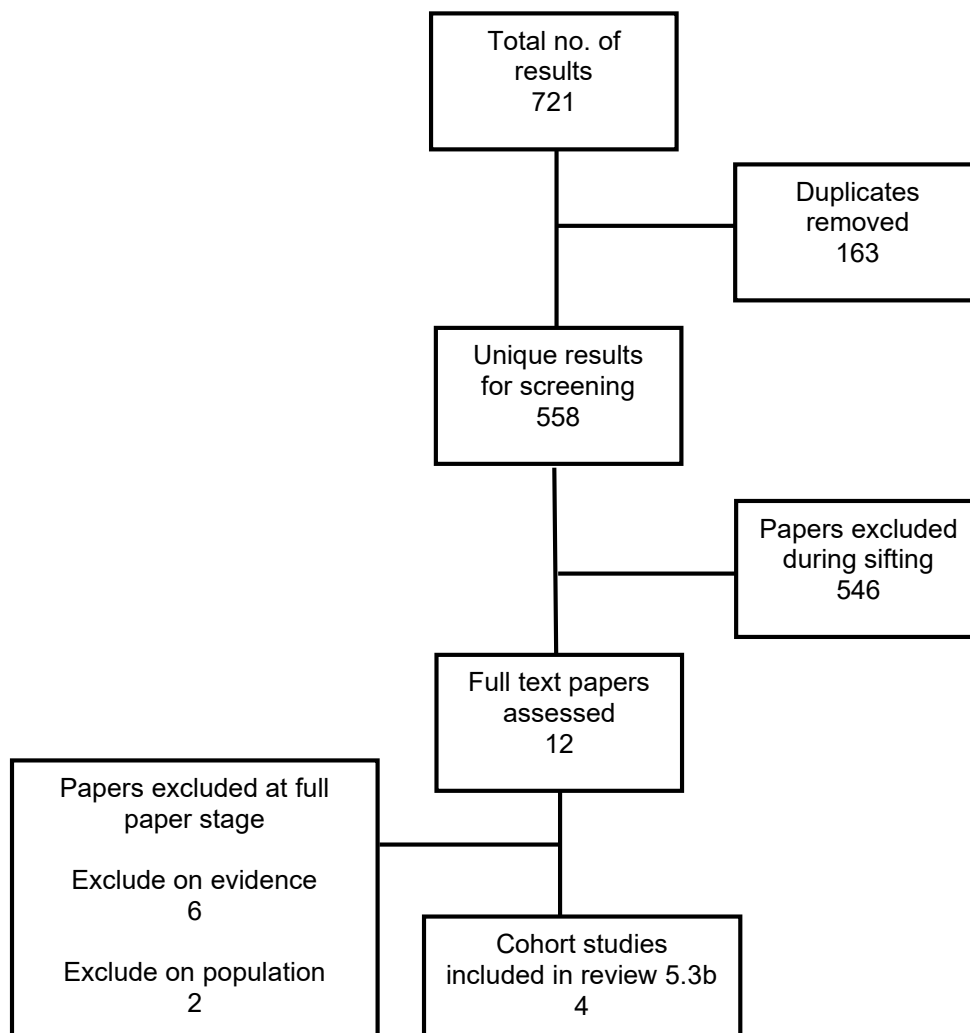 Total no. of
results
721
Duplicates
removed
163
Unique results
for screening
558
Papers excluded
during sifting
546
Full text papers
assessed
12
Papers excluded at full
paper stage
Exclude on evidence
6
Exclude on population
2
Cohort studies
included in review 5.3b
4